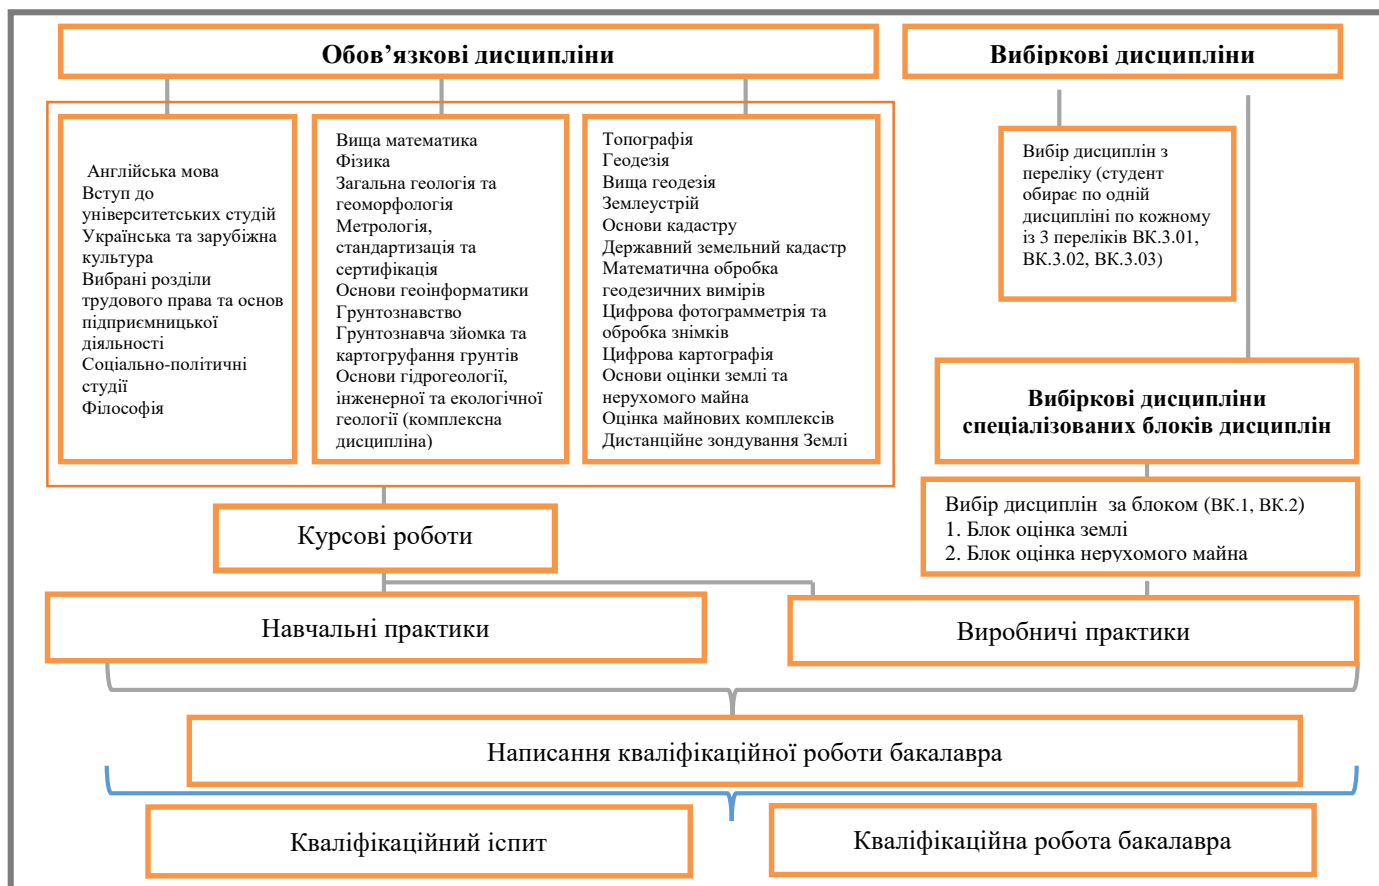 Обов’язкові дисципліни
Вибіркові дисципліни
Англійська мова
Вступ до
університетських студій
Українська та зарубіжна
культура
Вибрані розділи
трудового права та основ
підприємницької
діяльності
Соціально-політичні
студії
Філософія
Вища математика
Фізика
Загальна геологія та
геоморфологія
Метрологія,
стандартизація та
сертифікація
Основи геоінформатики
Грунтознавство
Грунтознавча зйомка та
картогруфання грунтів
Основи гідрогеології,
інженерної та екологічної
геології (комплексна
дисципліна)
Топографія
Геодезія
Вища геодезія
Землеустрій
Основи кадастру
Державний земельний кадастр
Математична обробка
геодезичних вимірів
Цифрова фотограмметрія та
обробка знімків
Цифрова картографія
Основи оцінки землі та
нерухомого майна
Оцінка майнових комплексів
Дистанційне зондування Землі
Вибір дисциплін з
переліку (студент
обирає по одній
дисципліні по кожному
із 3 переліків ВК.3.01,
ВК.3.02, ВК.3.03)
Вибіркові дисципліни
спеціалізованих блоків дисциплін
Вибір дисциплін за блоком (ВК.1, ВК.2)
1. Блок оцінка землі
2. Блок оцінка нерухомого майна
Курсові роботи
Навчальні практики
Виробничі практики
Написання кваліфікаційної роботи бакалавра
Кваліфікаційний іспит
Кваліфікаційна робота бакалавра